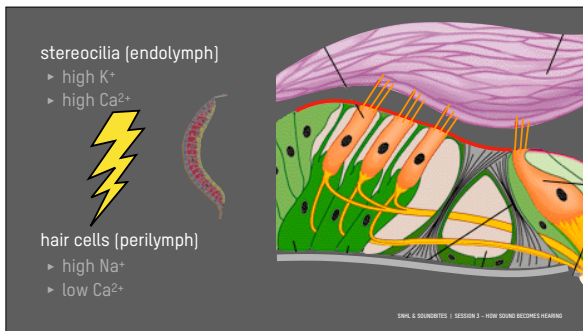 stereocilia (endolymph)
▸ high K⁺
▸ high Ca²⁺
hair cells (perilymph)
▸ high Na⁺
▸ low Ca²⁺
SNHL & SOUNDBITES | SESSION 3 – HOW SOUND BECOMES HEARING